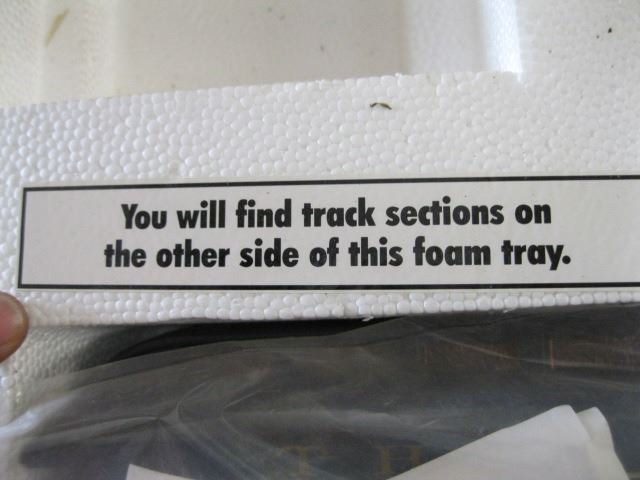 You will find track sections on
the other side of this foam tray.
T H